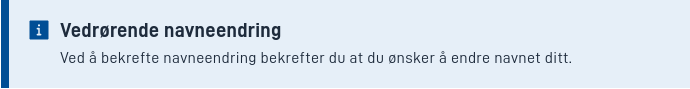 Vedrørende navneendring
Ved å bekrefte navneendring bekrefter du at du ønsker å endre navnet ditt.